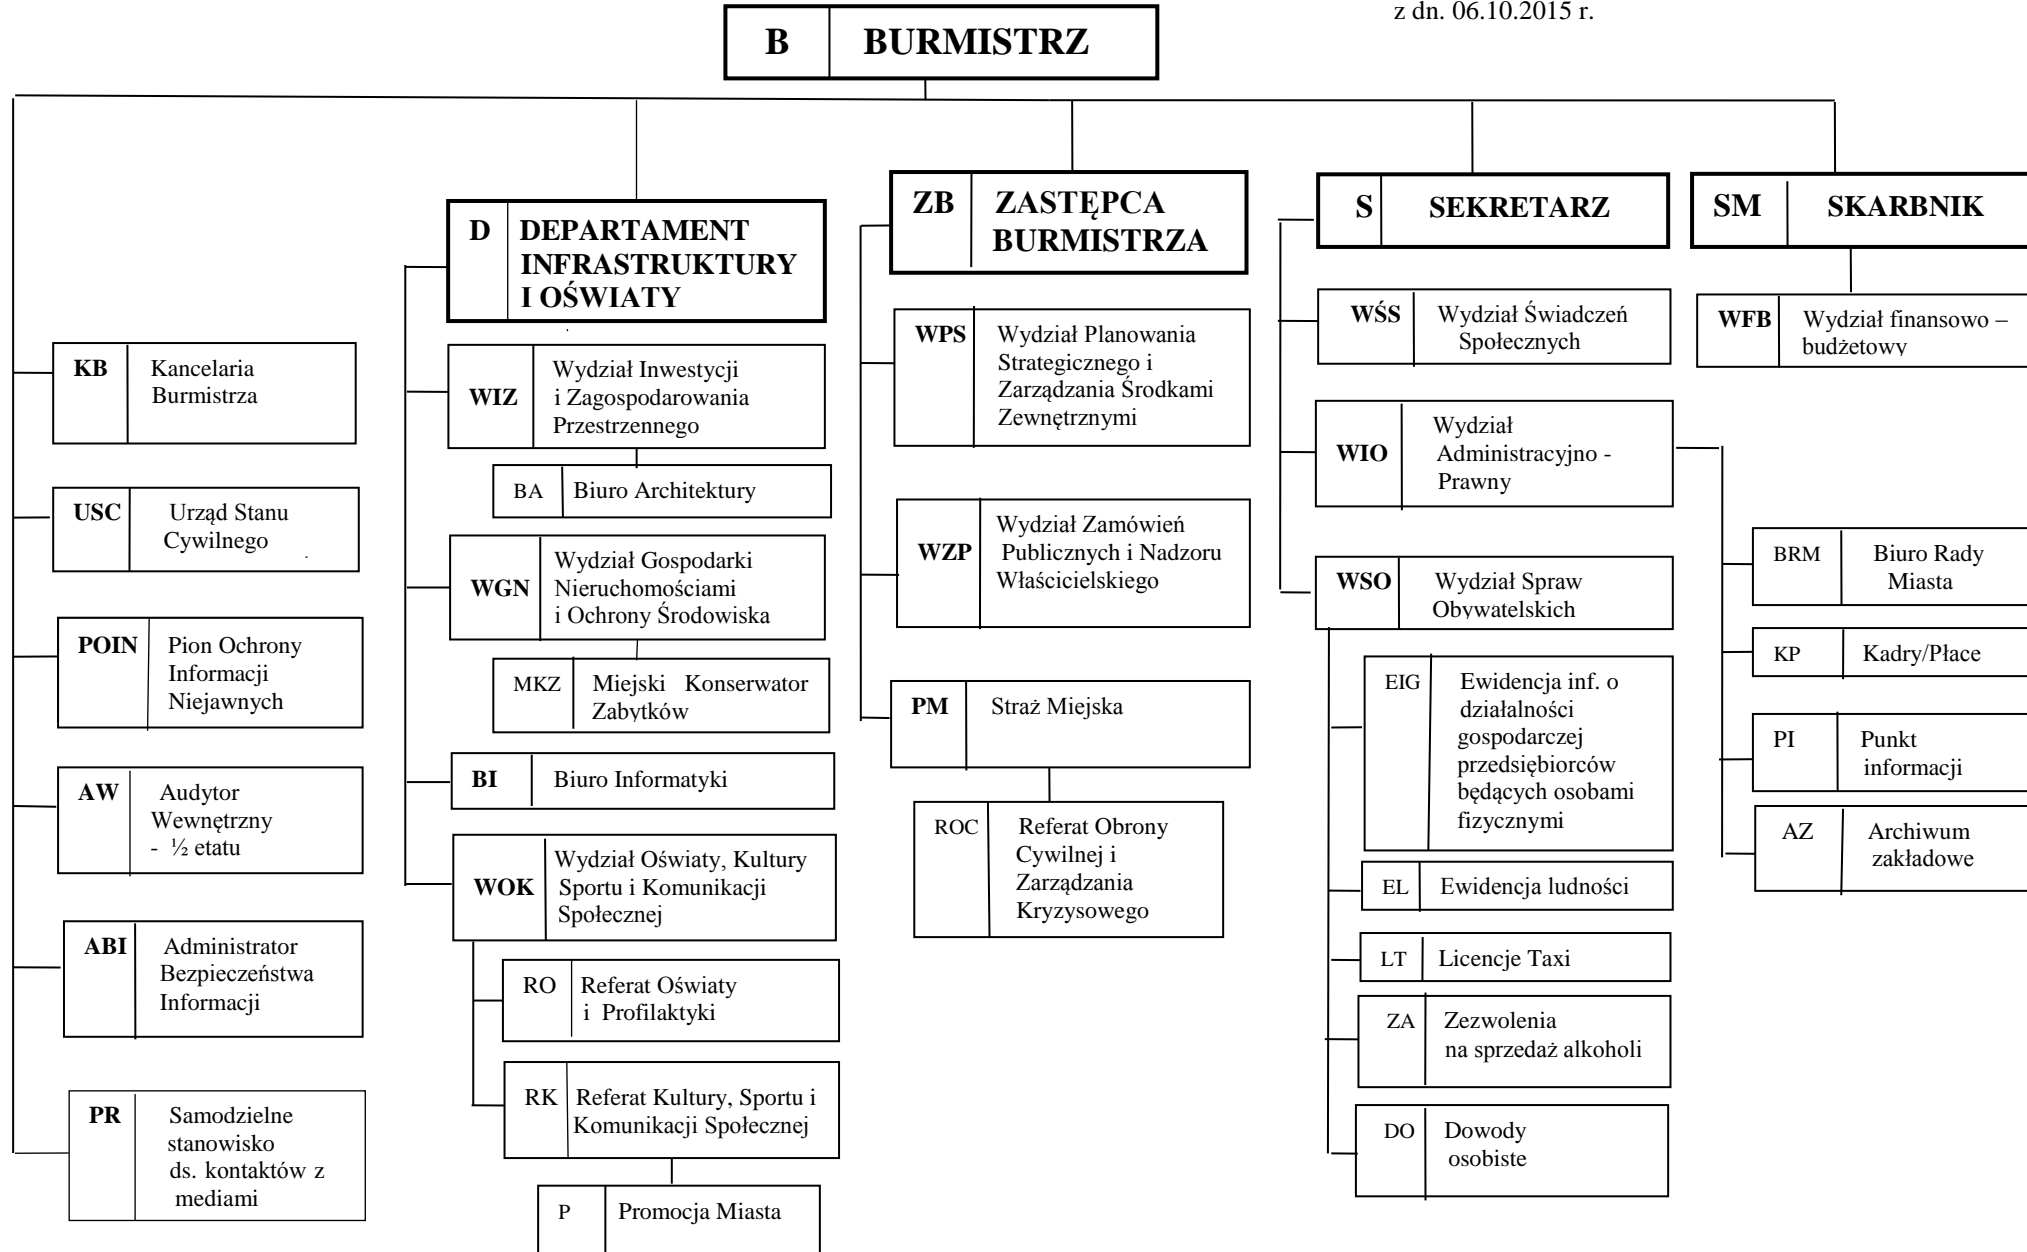 z dn. 06.10.2015 r.
B BURMISTRZ
KB Kancelaria
Burmistrza
USC Urząd Stanu
Cywilnego
POIN Pion Ochrony
Informacji
Niejawnych
AW Audytor
Wewnętrzny
- ½ etatu
ABI Administrator
Bezpieczeństwa
Informacji
PR Samodzielne
stanowisko
ds. kontaktów z
mediami
D DEPARTAMENT
INFRASTRUKTURY
I OŚWIATY
WIZ Wydział Inwestycji
i Zagospodarowania
Przestrzennego
BA Biuro Architektury
WGN Wydział Gospodarki
Nieruchomościami
i Ochrony Środowiska
MKZ Miejski Konserwator
Zabytków
BI Biuro Informatyki
WOK Wydział Oświaty, Kultury
Sportu i Komunikacji
Społecznej
RO Referat Oświaty
i Profilaktyki
RK Referat Kultury, Sportu i
Komunikacji Społecznej
P Promocja Miasta
ZB ZASTĘPCA
BURMISTRZA
WPS Wydział Planowania
Strategicznego i
Zarządzania Środkami
Zewnętrznymi
WZP Wydział Zamówień
Publicznych i Nadzoru
Właścicielskiego
PM Straż Miejska
ROC Referat Obrony
Cywilnej i
Zarządzania
Kryzysowego
S SEKRETARZ
WŚS Wydział Świadczeń
Społecznych
WIO Wydział
Administracyjno -
Prawny
WSO Wydział Spraw
Obywatelskich
EIG Ewidencja inf. o
działalności
gospodarczej
przedsiębiorców
będących osobami
fizycznymi
EL Ewidencja ludności
LT Licencje Taxi
ZA Zezwolenia
na sprzedaż alkoholi
DO Dowody
osobiste
SM SKARBNIK
WFB Wydział finansowo –
budżetowy
BRM Biuro Rady
Miasta
KP Kadry/Płace
PI Punkt
informacji
AZ Archiwum
zakładowe